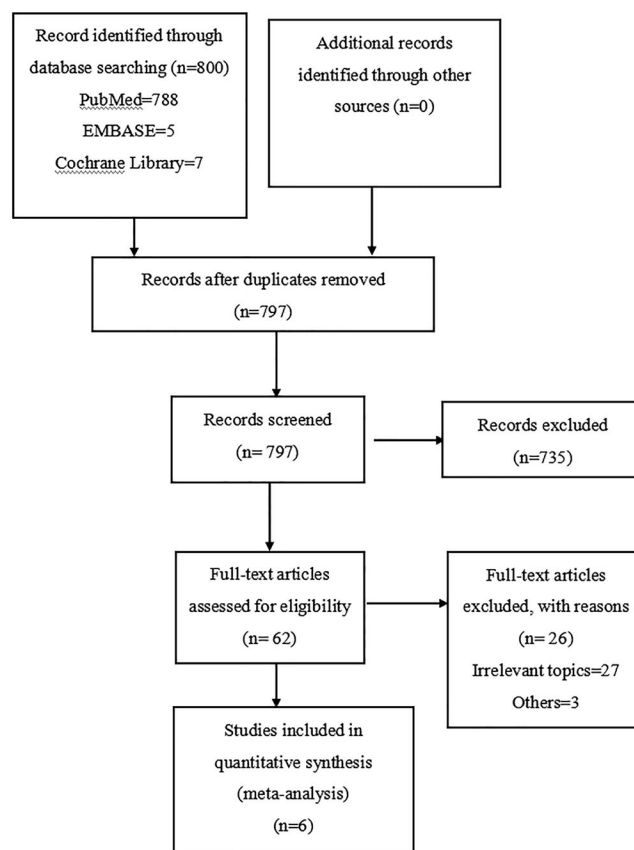 Record identified through
database searching (n=800)
PubMed=788
EMBASE=5
Cochrane Library=7
Additional records
identified through other
sources (n=0)
Records after duplicates removed
(n=797)
Records screened
(n= 797)
Records excluded
(n=735)
Full-text articles
assessed for eligibility
(n= 62)
Full-text articles
excluded, with reasons
(n= 26)
Irrelevant topics=27
Others=3
Studies included in
quantitative synthesis
(meta-analysis)
(n=6)